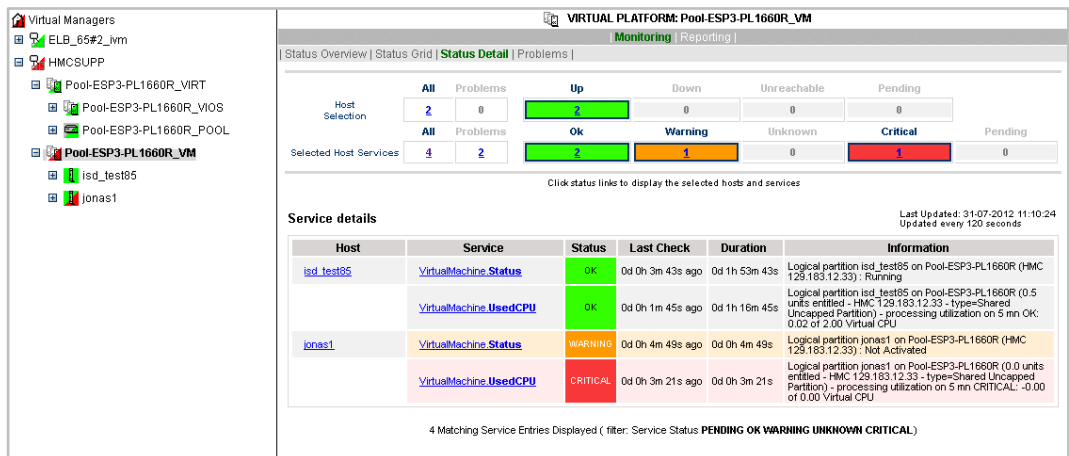 Virtual Managers
ELB_65#2_ivm
HMCSUPP
Pool-ESP3-PL1660R_VIRT
Pool-ESP3-PL1660R_VIOS
Pool-ESP3-PL1660R_POOL
Pool-ESP3-PL1660R_VM
isd_test85
jonas1
VIRTUAL PLATFORM: Pool-ESP3-PL1660R_VM
| Monitoring | Reporting |
| Status Overview | Status Grid | Status Detail | Problems |
All Problems Up Down Unreachable Pending
Host
Selection
2 0 2 0 0 0
All Problems Ok Warning Unknown Critical Pending
Selected Host Services 4 2 2 1 0 1 0
Click status links to display the selected hosts and services
Service details
Last Updated: 31-07-2012 11:10:24
Updated every 120 seconds
Host Service Status Last Check Duration Information
isd_test85 VirtualMachine.Status OK 0d 0h 3m 43s ago 0d 1h 53m 43s Logical partition isd_test85 on Pool-ESP3-PL1660R (HMC
129.183.12.33) : Running
VirtualMachine.UsedCPU OK 0d 0h 1m 45s ago 0d 1h 16m 45s Logical partition isd_test85 on Pool-ESP3-PL1660R (0.5
units entitled - HMC 129.183.12.33 - type=Shared
Uncapped Partition) - processing utilization on 5 mn OK:
0.02 of 2.00 Virtual CPU
jonas1 VirtualMachine.Status WARNING 0d 0h 4m 49s ago 0d 0h 4m 49s Logical partition jonas1 on Pool-ESP3-PL1660R (HMC
129.183.12.33) : Not Activated
VirtualMachine.UsedCPU CRITICAL 0d 0h 3m 21s ago 0d 0h 3m 21s Logical partition jonas1 on Pool-ESP3-PL1660R (0.0 units
entitled - HMC 129.183.12.33 - type=Shared Uncapped
Partition) - processing utilization on 5 mn CRITICAL: -0.00
of 0.00 Virtual CPU
4 Matching Service Entries Displayed ( filter: Service Status PENDING OK WARNING UNKNOWN CRITICAL)